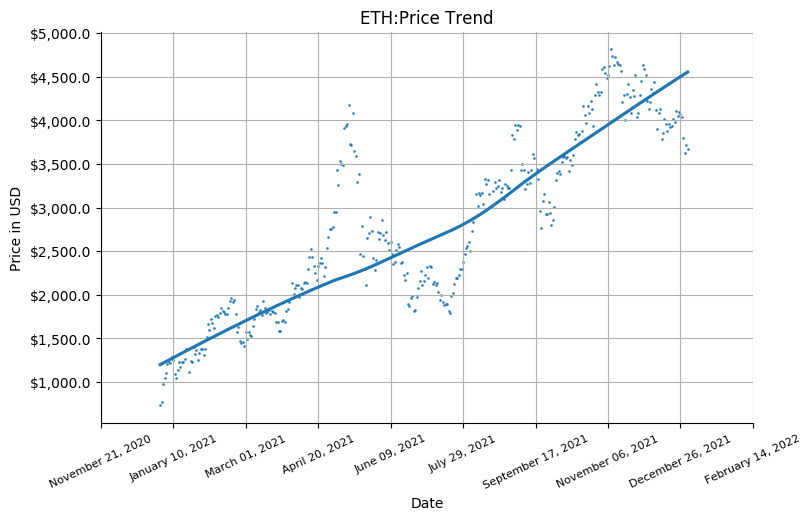 ETH:Price Trend
$5,000.0
$4,500.0
$4,000.0
$3,500.0
$3,000.0
$2,500.0
$2,000.0
$1,500.0
$1,000.0
Price in USD
November 21, 2020
January 10, 2021
March 01, 2021
April 20, 2021
June 09, 2021
July 29, 2021
September 17, 2021
November 06, 2021
December 26, 2021
February 14, 2022
Date